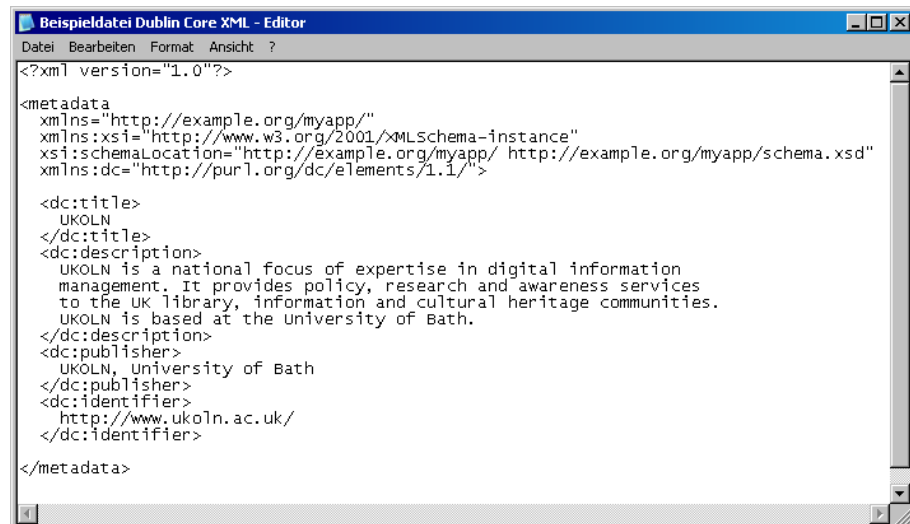 Beispieldatei Dublin Core XML - Editor
Datei Bearbeiten Format Ansicht ?
<?xml version="1.0"?>
<metadata
xmlns="http://example.org/myapp/"
xmlns:xsi="http://www.w3.org/2001/XMLSchema-instance"
xsi:schemaLocation="http://example.org/myapp/ http://example.org/myapp/schema.xsd"
xmlns:dc="http://purl.org/dc/elements/1.1/">
<dc:title>
UKOLN
</dc:title>
<dc:description>
UKOLN is a national focus of expertise in digital information
management. It provides policy, research and awareness services
to the UK library, information and cultural heritage communities.
UKOLN is based at the University of Bath.
</dc:description>
<dc:publisher>
UKOLN, University of Bath
</dc:publisher>
<dc:identifier>
http://www.ukoln.ac.uk/
</dc:identifier>
</metadata>